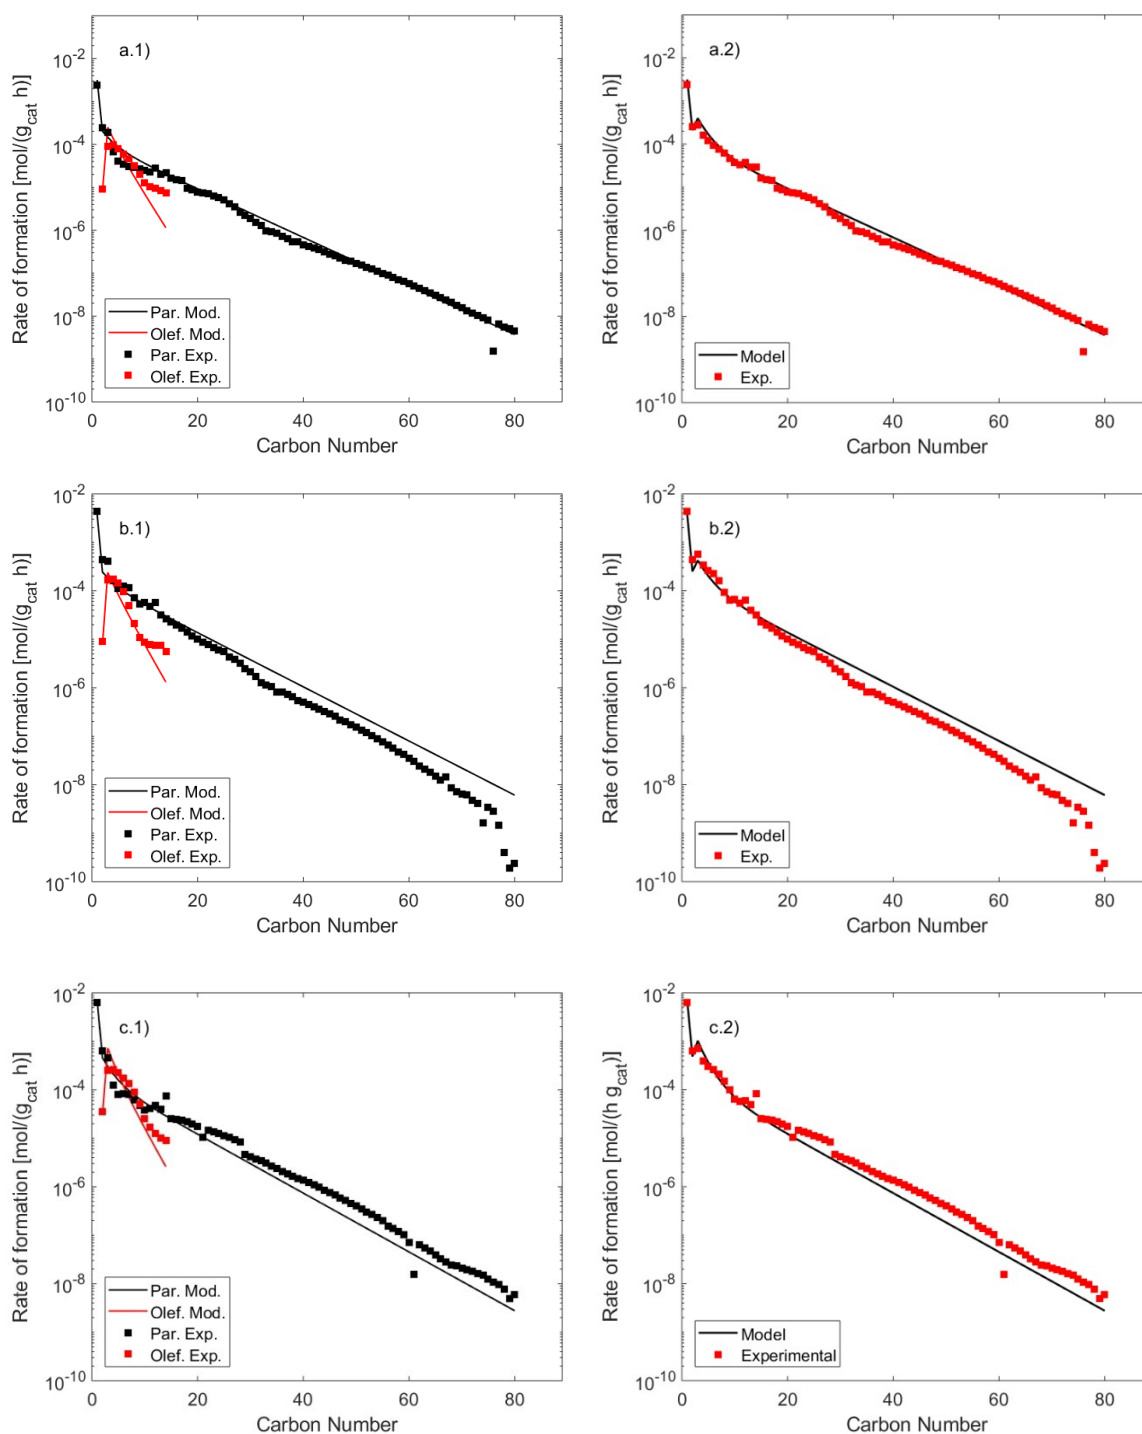 a.1)
Rate of formation [mol/(g_cat h)]
10^-2
10^-4
10^-6
10^-8
10^-10
0 20 40 60 80
Carbon Number
Par. Mod.
Olef. Mod.
Par. Exp.
Olef. Exp.
a.2)
Rate of formation [mol/(g_cat h)]
10^-2
10^-4
10^-6
10^-8
10^-10
0 20 40 60 80
Carbon Number
Model
Exp.
b.1)
Rate of formation [mol/(g_cat h)]
10^-2
10^-4
10^-6
10^-8
10^-10
0 20 40 60 80
Carbon Number
Par. Mod.
Olef. Mod.
Par. Exp.
Olef. Exp.
b.2)
Rate of formation [mol/(g_cat h)]
10^-2
10^-4
10^-6
10^-8
10^-10
0 20 40 60 80
Carbon Number
Model
Exp.
c.1)
Rate of formation [mol/(g_cat h)]
10^-2
10^-4
10^-6
10^-8
10^-10
0 20 40 60 80
Carbon Number
Par. Mod.
Olef. Mod.
Par. Exp.
Olef. Exp.
c.2)
Rate of formation [mol/(h g_cat)]
10^-2
10^-4
10^-6
10^-8
10^-10
0 20 40 60 80
Carbon Number
Model
Experimental